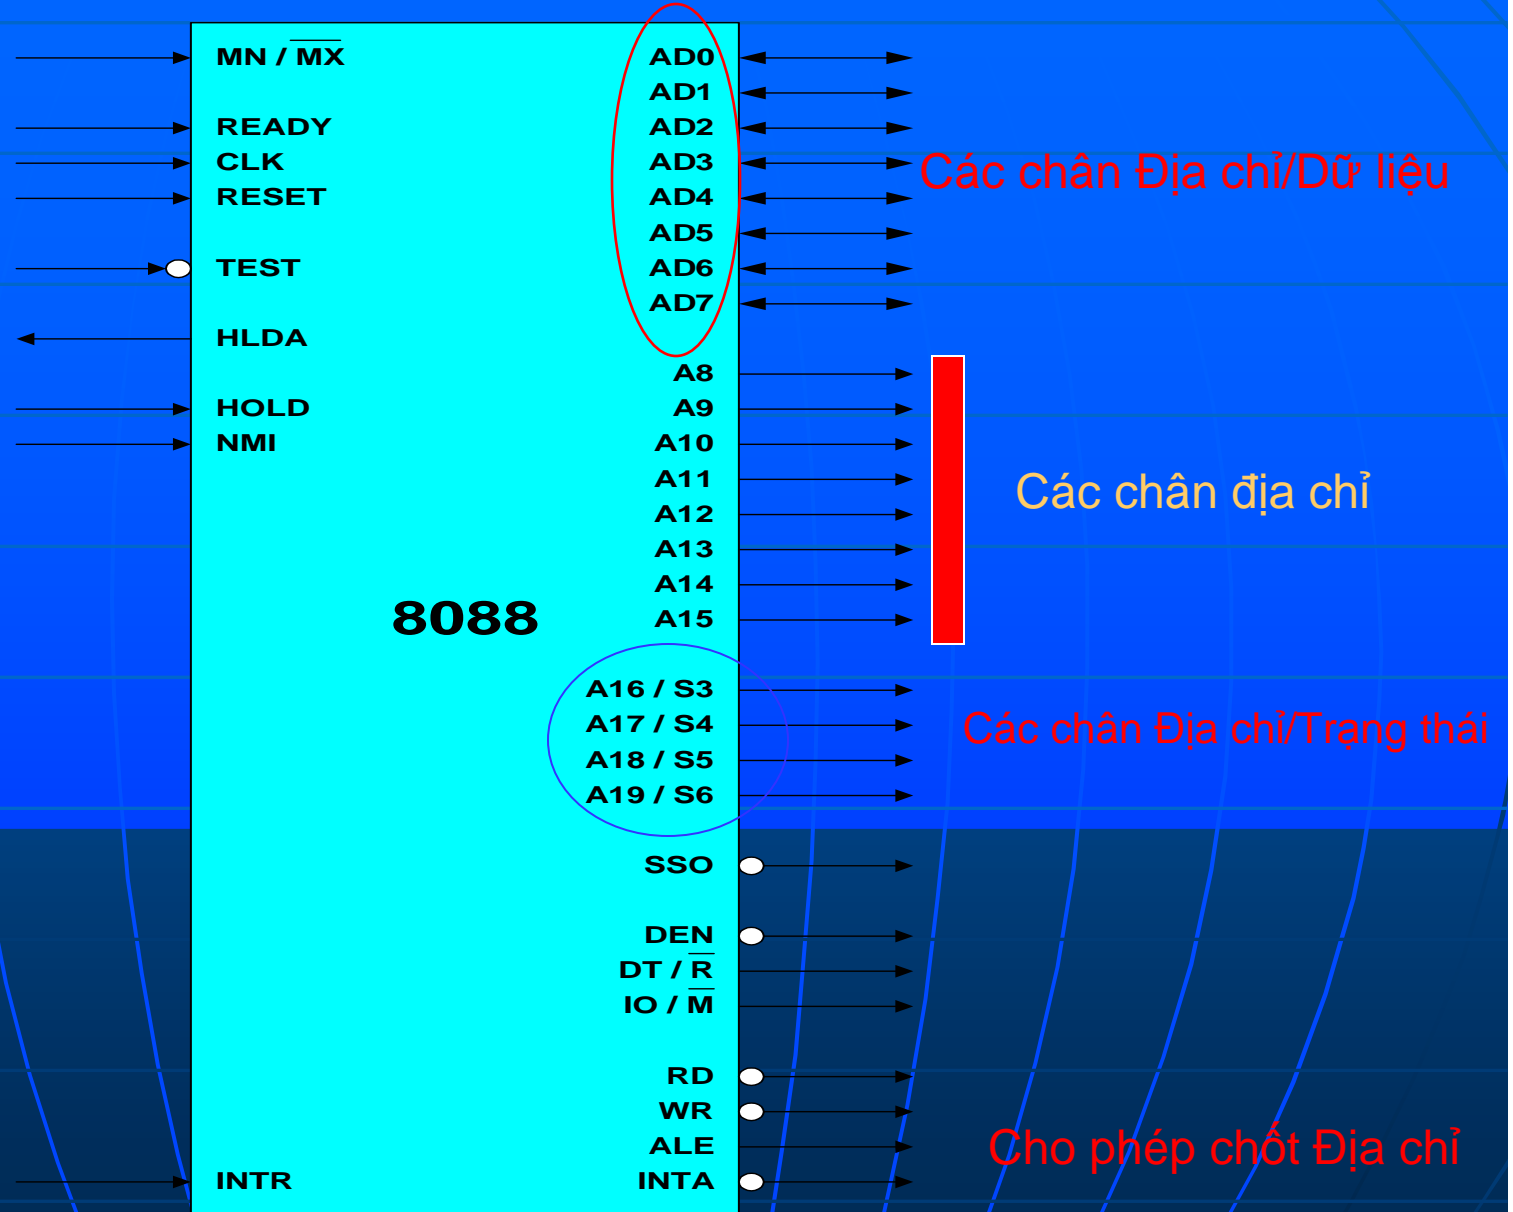 MN / MX
READY
CLK
RESET
TEST
HLDA
HOLD
NMI
INTR
8088
AD0
AD1
AD2
AD3
AD4
AD5
AD6
AD7
A8
A9
A10
A11
A12
A13
A14
A15
A16 / S3
A17 / S4
A18 / S5
A19 / S6
SSO
DEN
DT / R
IO / M
RD
WR
ALE
INTA
Các chân Địa chỉ/Dữ liệu
Các chân địa chỉ
Các chân Địa chỉ/Trạng thái
Cho phép chốt Địa chỉ